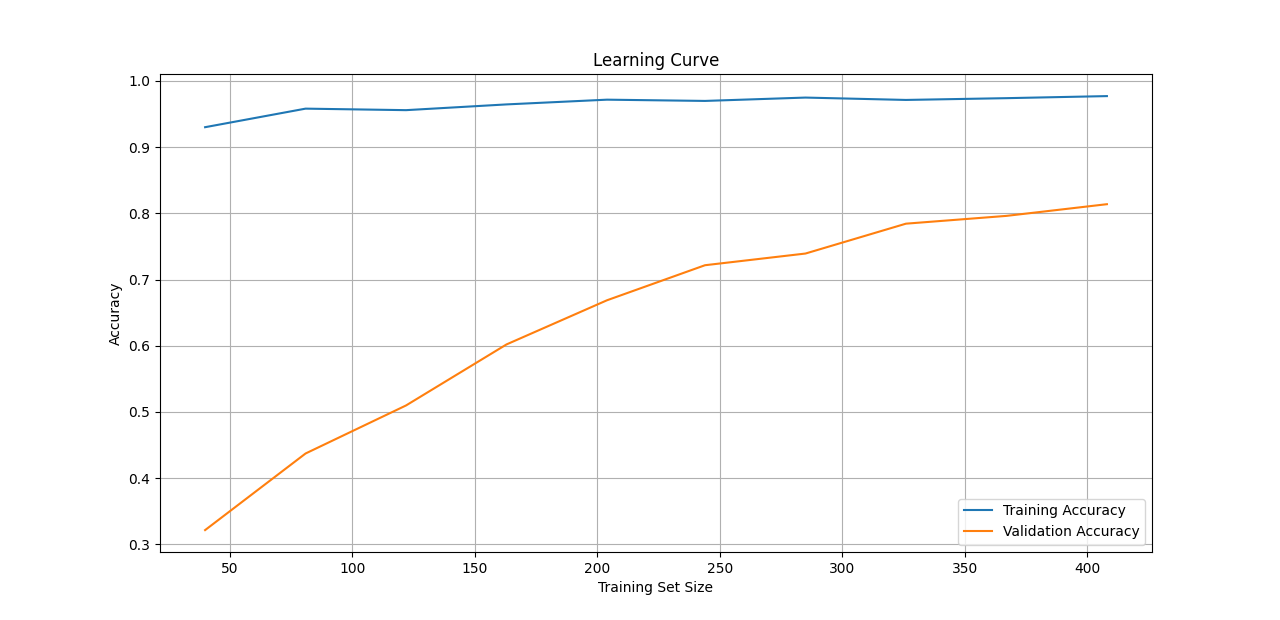 Learning Curve
1.0
0.9
0.8
0.7
0.6
0.5
0.4
0.3
Accuracy
50 100 150 200 250 300 350 400
Training Set Size
Training Accuracy
Validation Accuracy